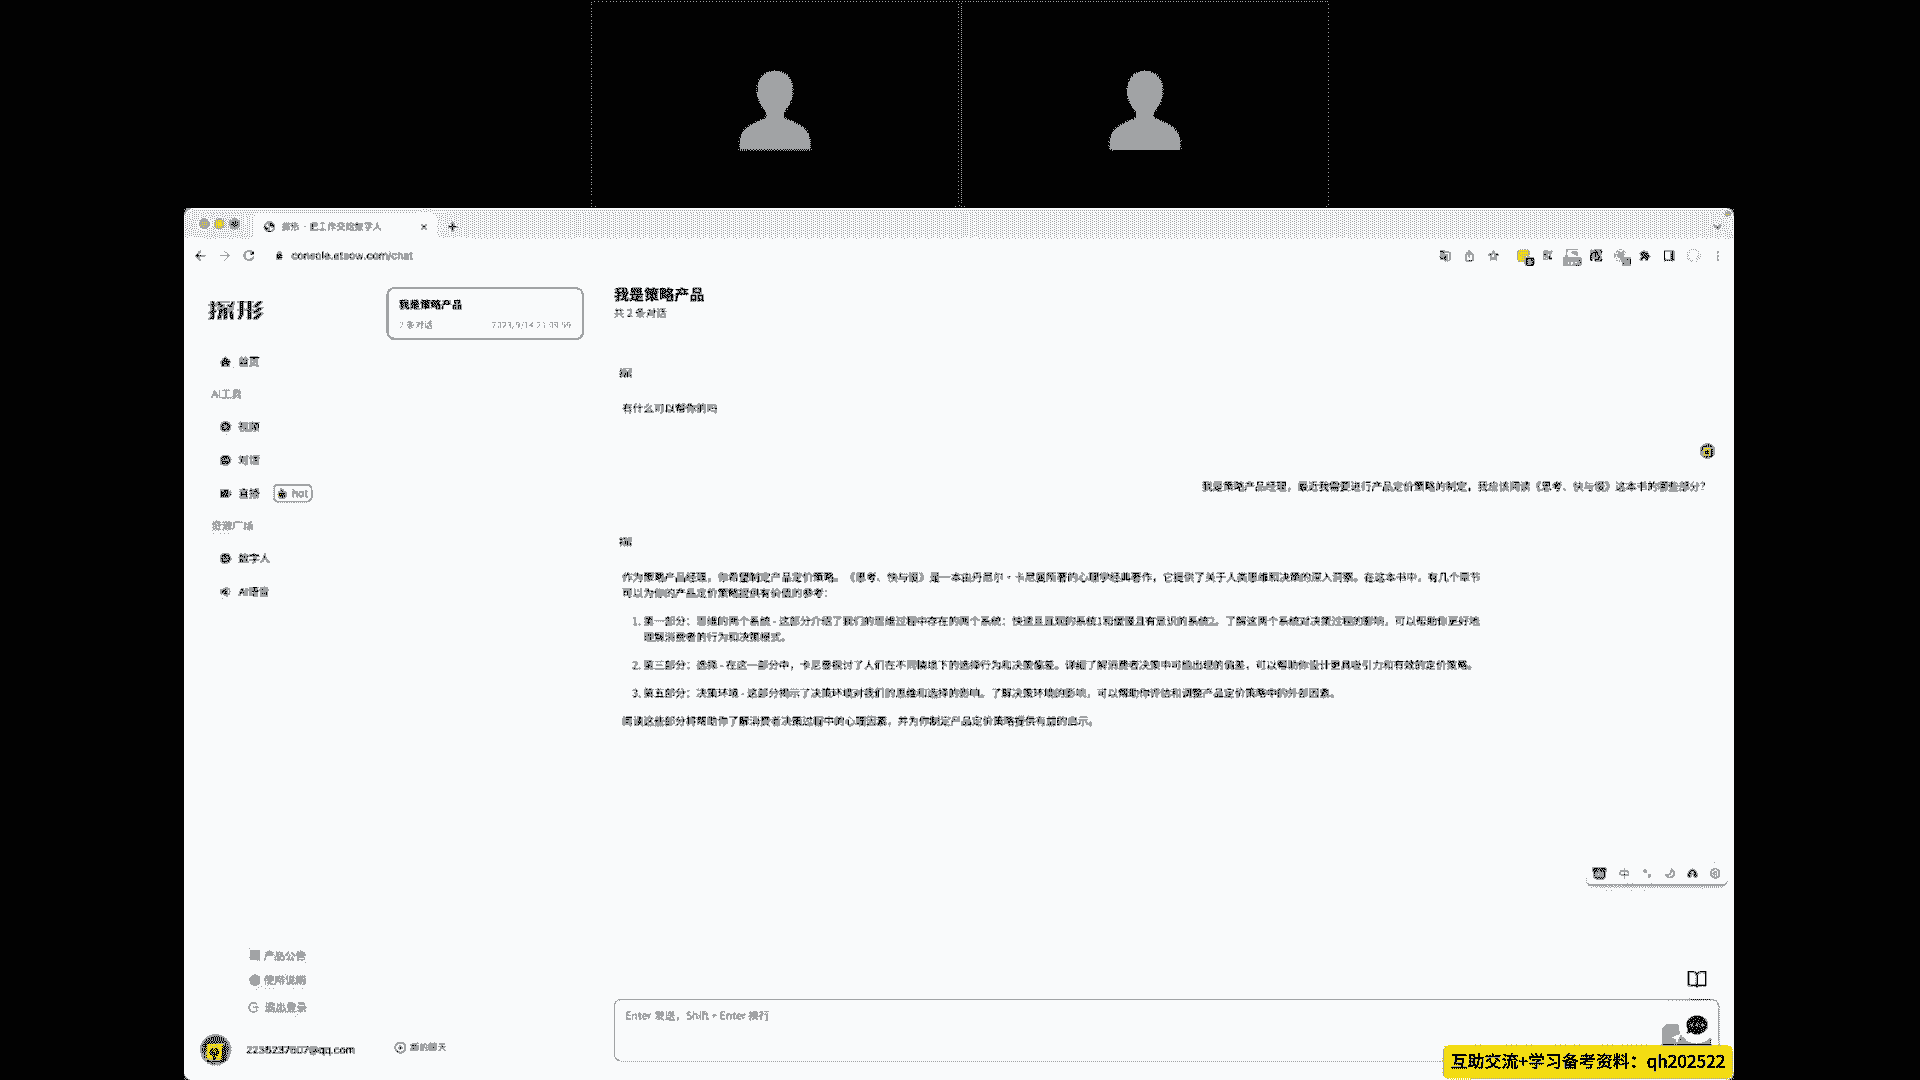 探形 - 把工作交给数字人
console.etsow.com/chat
探形
首页
AI工具
视频
对话
直播
hot
资源广场
数字人
AI语音
产品公告
使用说明
退出登录
我是策略产品
2 条对话
新的聊天
我是策略产品
共 2 条对话
探
有什么可以帮你的吗
我是策略产品经理，最近我需要进行产品定价策略的制定，我应该阅读《思考、快与慢》这本书的哪些部分？
探
作为策略产品经理，你希望制定产品定价策略。《思考、快与慢》是一本由丹尼尔·卡尼曼所著的心理学经典著作，它提供了关于人类思维和决策的深入洞察。在这本书中，有几个章节
可以为你的产品定价策略提供有价值的参考：
1. 第一部分：思维的两个系统 - 这部分介绍了我们的思维过程中存在的两个系统：快速且直观的系统1和缓慢且有意识的系统2。了解这两个系统对决策过程的影响，可以帮助你更好地
理解消费者的行为和决策模式。
2. 第三部分：选择 - 在这一部分中，卡尼曼探讨了人们在不同情境下的选择行为和决策偏差。详细了解消费者决策中可能出现的偏差，可以帮助你设计更具吸引力和有效的定价策略。
3. 第五部分：决策环境 - 这部分揭示了决策环境对我们的思维和选择的影响。了解决策环境的影响，可以帮助你评估和调整产品定价策略中的外部因素。
阅读这些部分将帮助你了解消费者决策过程中的心理因素，并为你制定产品定价策略提供有益的启示。
中
Enter 发送，Shift + Enter 换行
互助交流+学习备考资料：qh202522